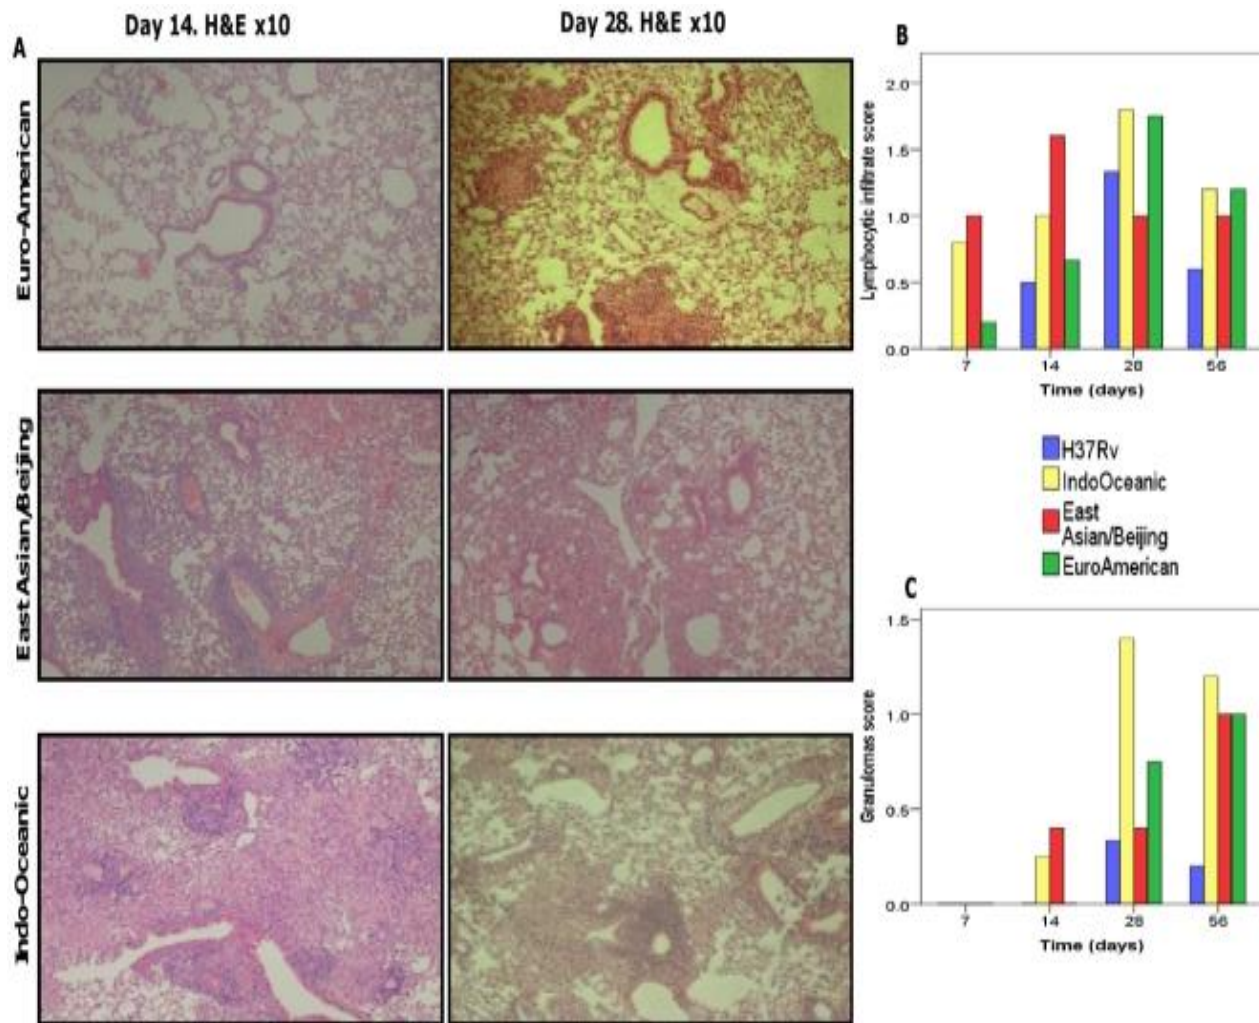 Day 14. H&E x10
Day 28. H&E x10
A
Euro-American
East Asian/Beijing
Indo-Oceanic
B
Lymphocytic infiltrate score
2.0
1.5
1.0
0.5
0.0
7
14
28
56
Time (days)
H37Rv
IndoOceanic
East
Asian/Beijing
EuroAmerican
C
Granulomas score
1.5
1.0
0.5
0.0
7
14
28
56
Time (days)